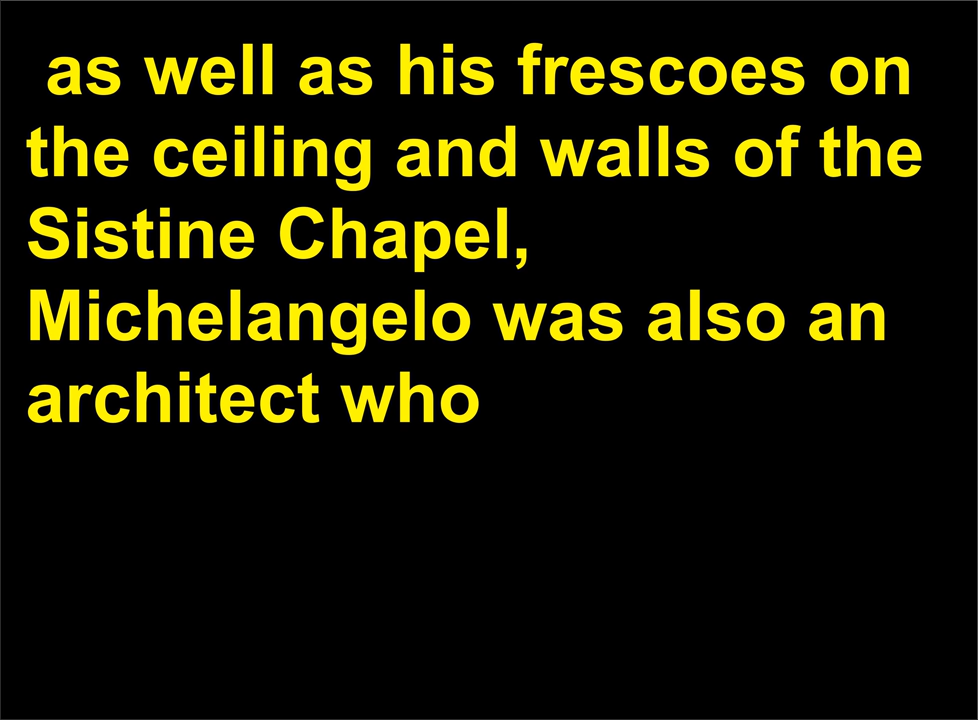 as well as his frescoes on
the ceiling and walls of the
Sistine Chapel,
Michelangelo was also an
architect who